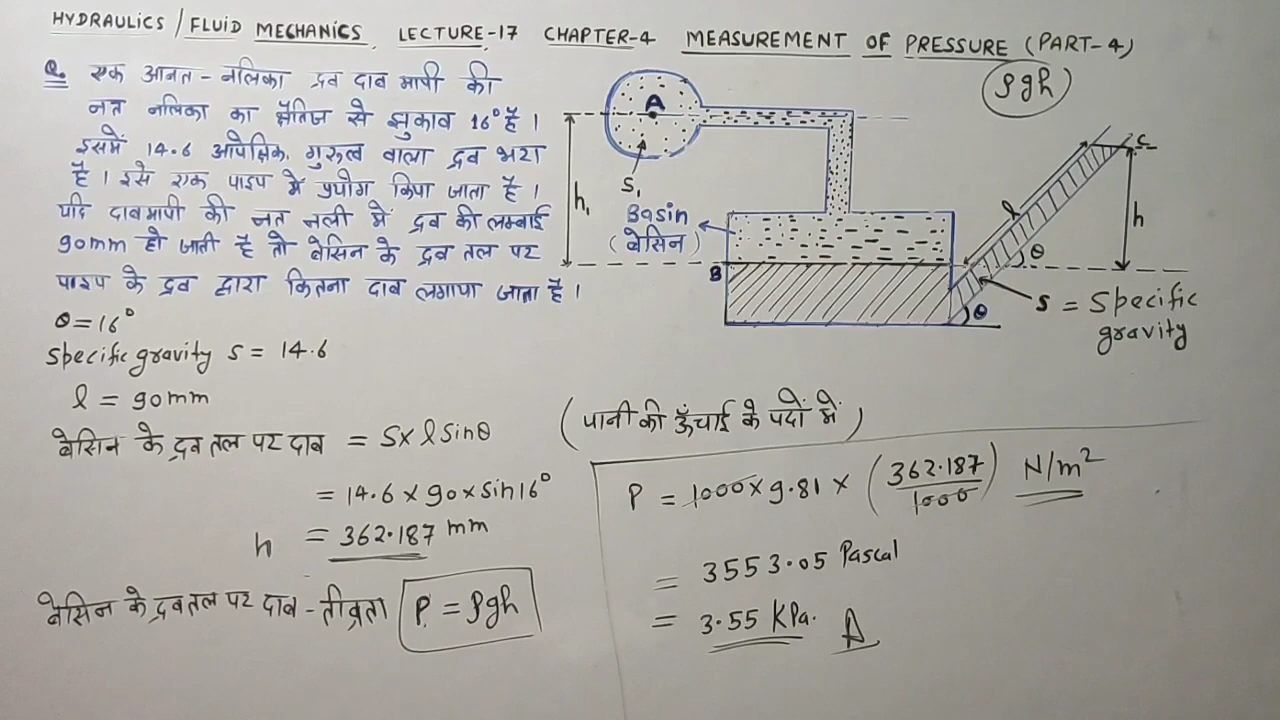 HYDRAULICS / FLUID MECHANICS, LECTURE-17 CHAPTER-4 MEASUREMENT OF PRESSURE (PART-4)
Q. एक आनत-नलिका द्रव दाब मापी की
नत नलिका का क्षैतिज से झुकाव 16° है।
इसमें 14.6 आपेक्षिक गुरुत्व वाला द्रव भरा
है। इसे एक पाइप में प्रयोग किया जाता है।
यदि दाबमापी की नत नली में द्रव की लम्बाई
90mm हो जाती है तो बेसिन के द्रव तल पर
पाइप के द्रव द्वारा कितना दाब लगाया जाता है।
ρgh
A
S₁
h₁
Basin
(बेसिन)
B
l
θ
C
h
θ
S = Specific
gravity
θ = 16°
Specific gravity S = 14.6
l = 90mm
बेसिन के द्रव तल पर दाब = S× l sinθ (पानी की ऊँचाई के पदों में)
= 14.6 × 90 × sin16°
h = 362.187 mm
बेसिन के द्रव तल पर दाब-तीव्रता P = ρgh
P = 1000 × 9.81 × (362.187/1000) N/m²
= 3553.05 Pascal
= 3.55 KPa. A